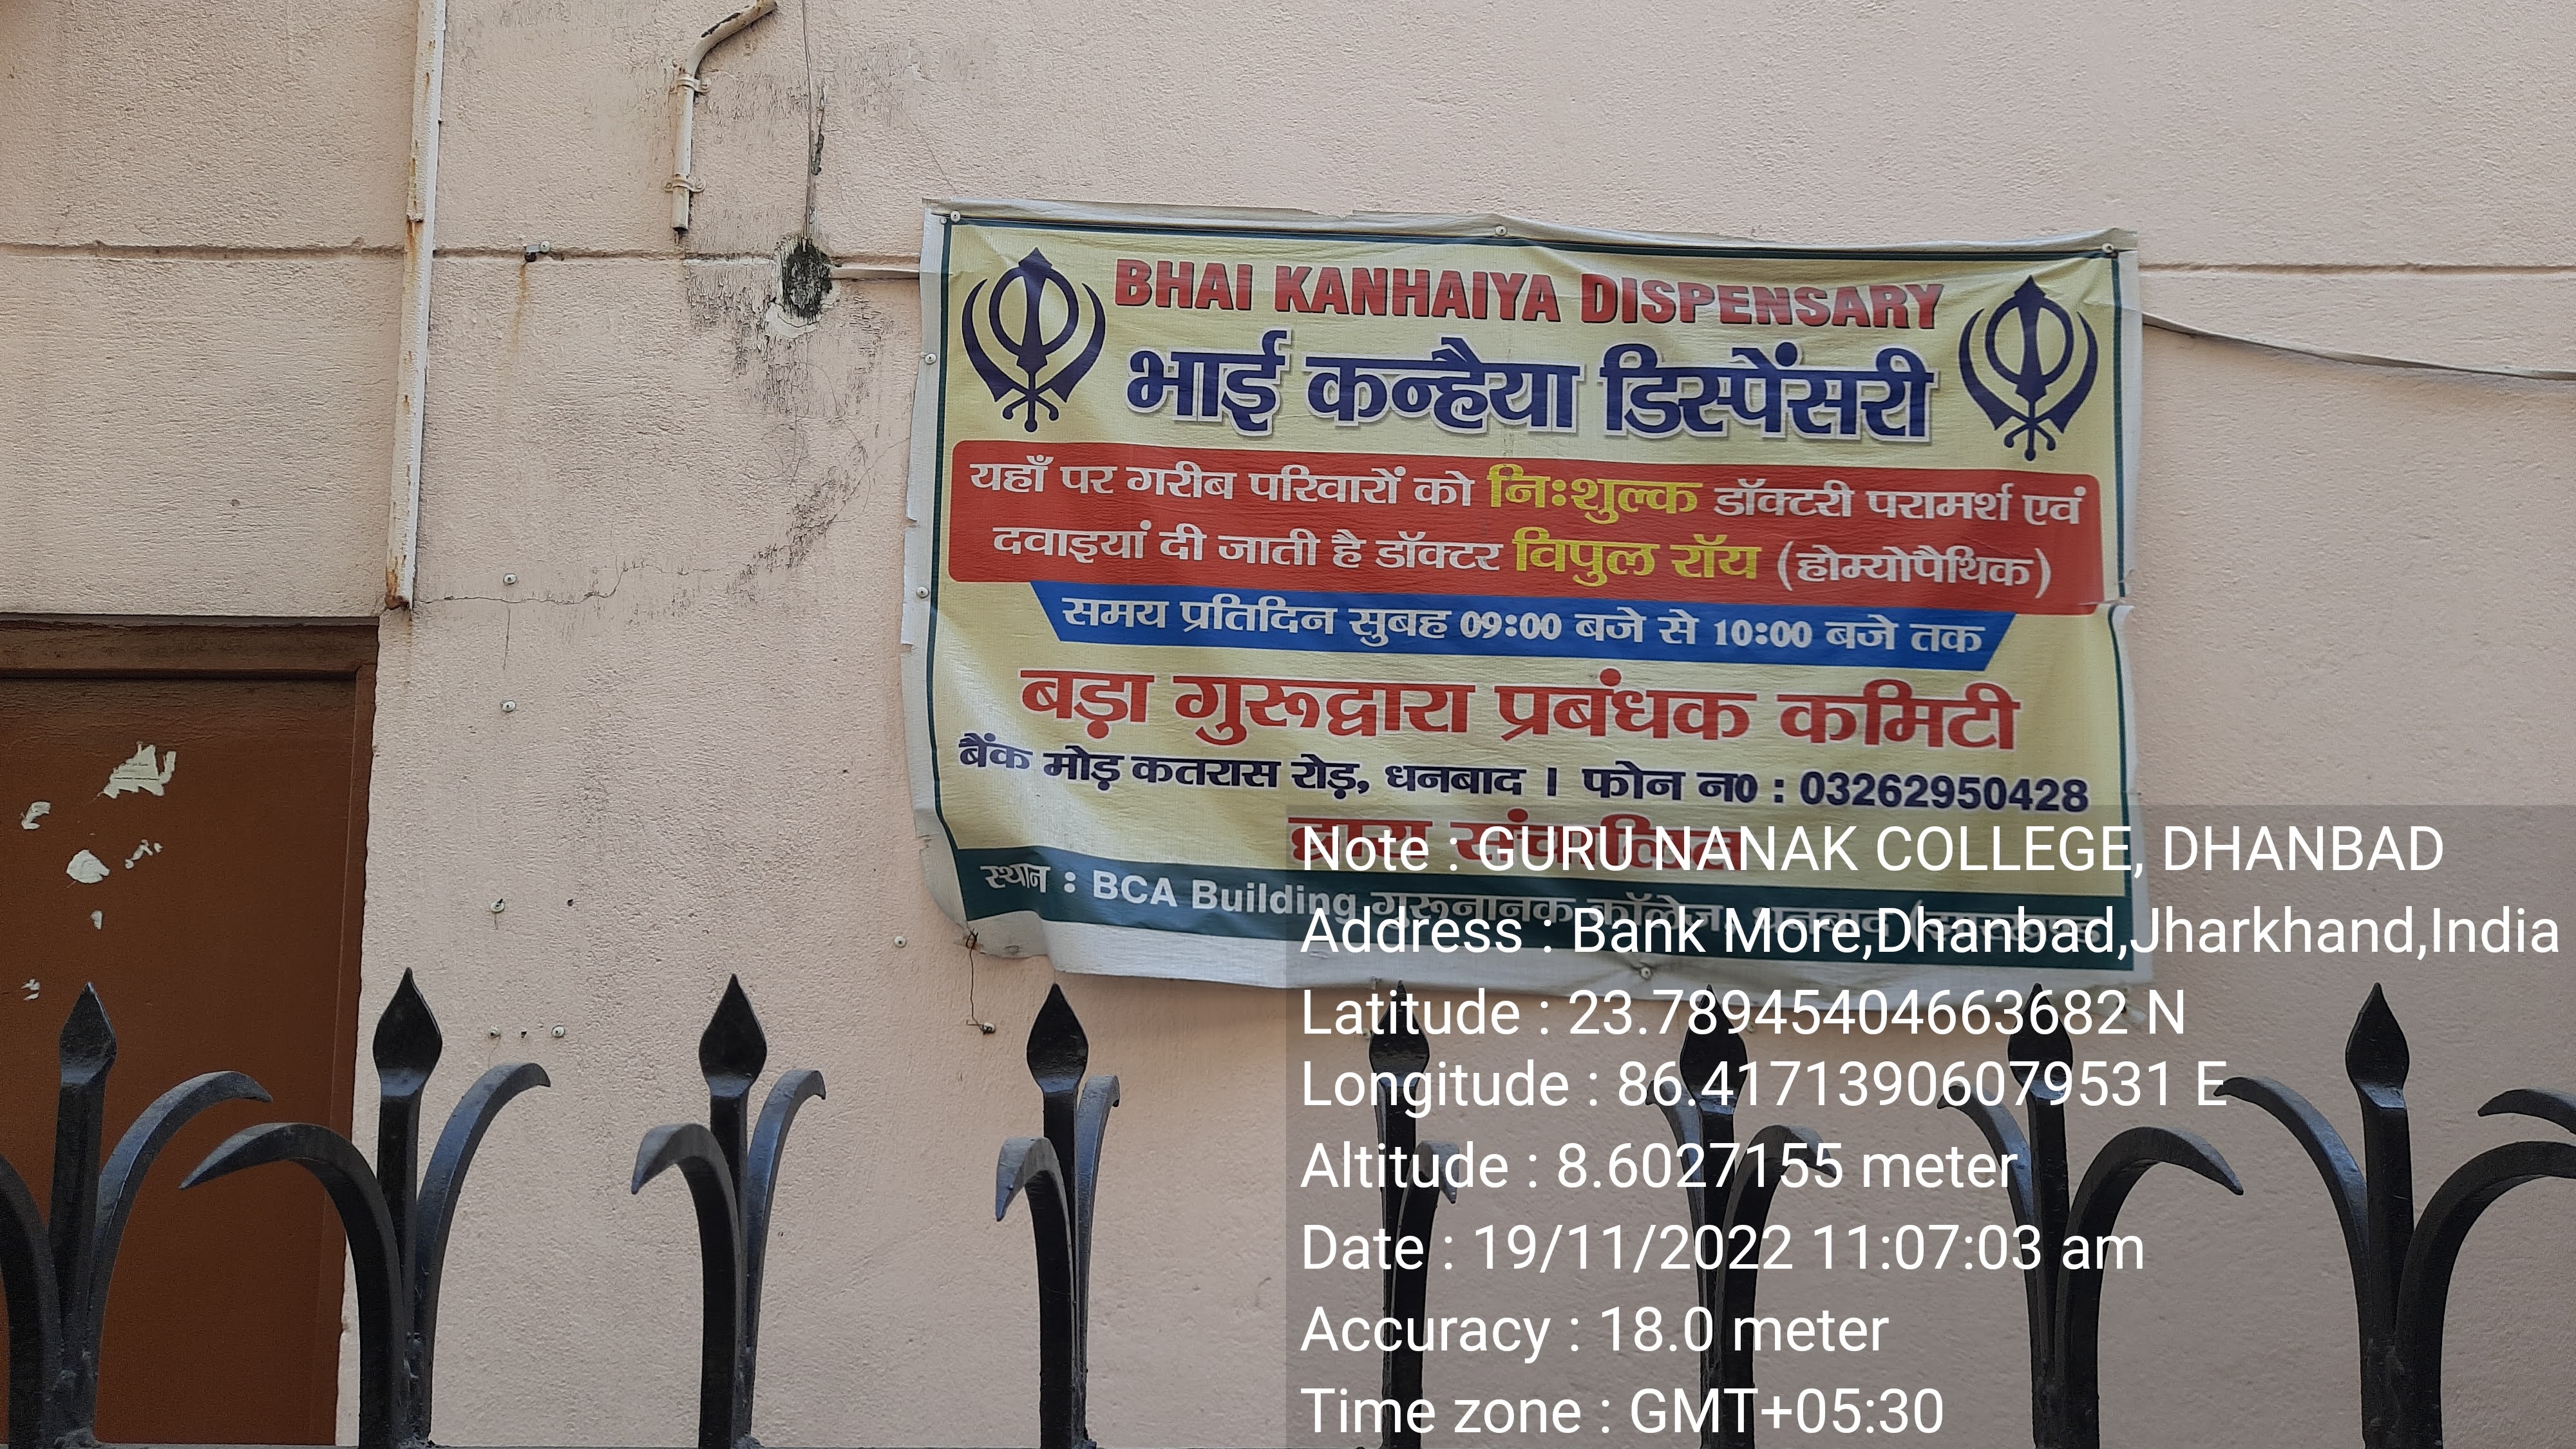 BHAI KANHAIYA DISPENSARY
भाई कन्हैया डिस्पेंसरी
यहाँ पर गरीब परिवारों को निःशुल्क डॉक्टरी परामर्श एवं
दवाइयां दी जाती है डॉक्टर विपुल रॉय (होम्योपैथिक)
समय प्रतिदिन सुबह 09:00 बजे से 10:00 बजे तक
बड़ा गुरूद्वारा प्रबंधक कमिटी
बैंक मोड़ कतरास रोड़, धनबाद । फोन न0 : 03262950428
द्वारा संचालित
स्थान : BCA Building गुरूनानक कॉलेज, धनबाद
Note : GURU NANAK COLLEGE, DHANBAD
Address : Bank More,Dhanbad,Jharkhand,India
Latitude : 23.78945404663682 N
Longitude : 86.41713906079531 E
Altitude : 8.6027155 meter
Date : 19/11/2022 11:07:03 am
Accuracy : 18.0 meter
Time zone : GMT+05:30